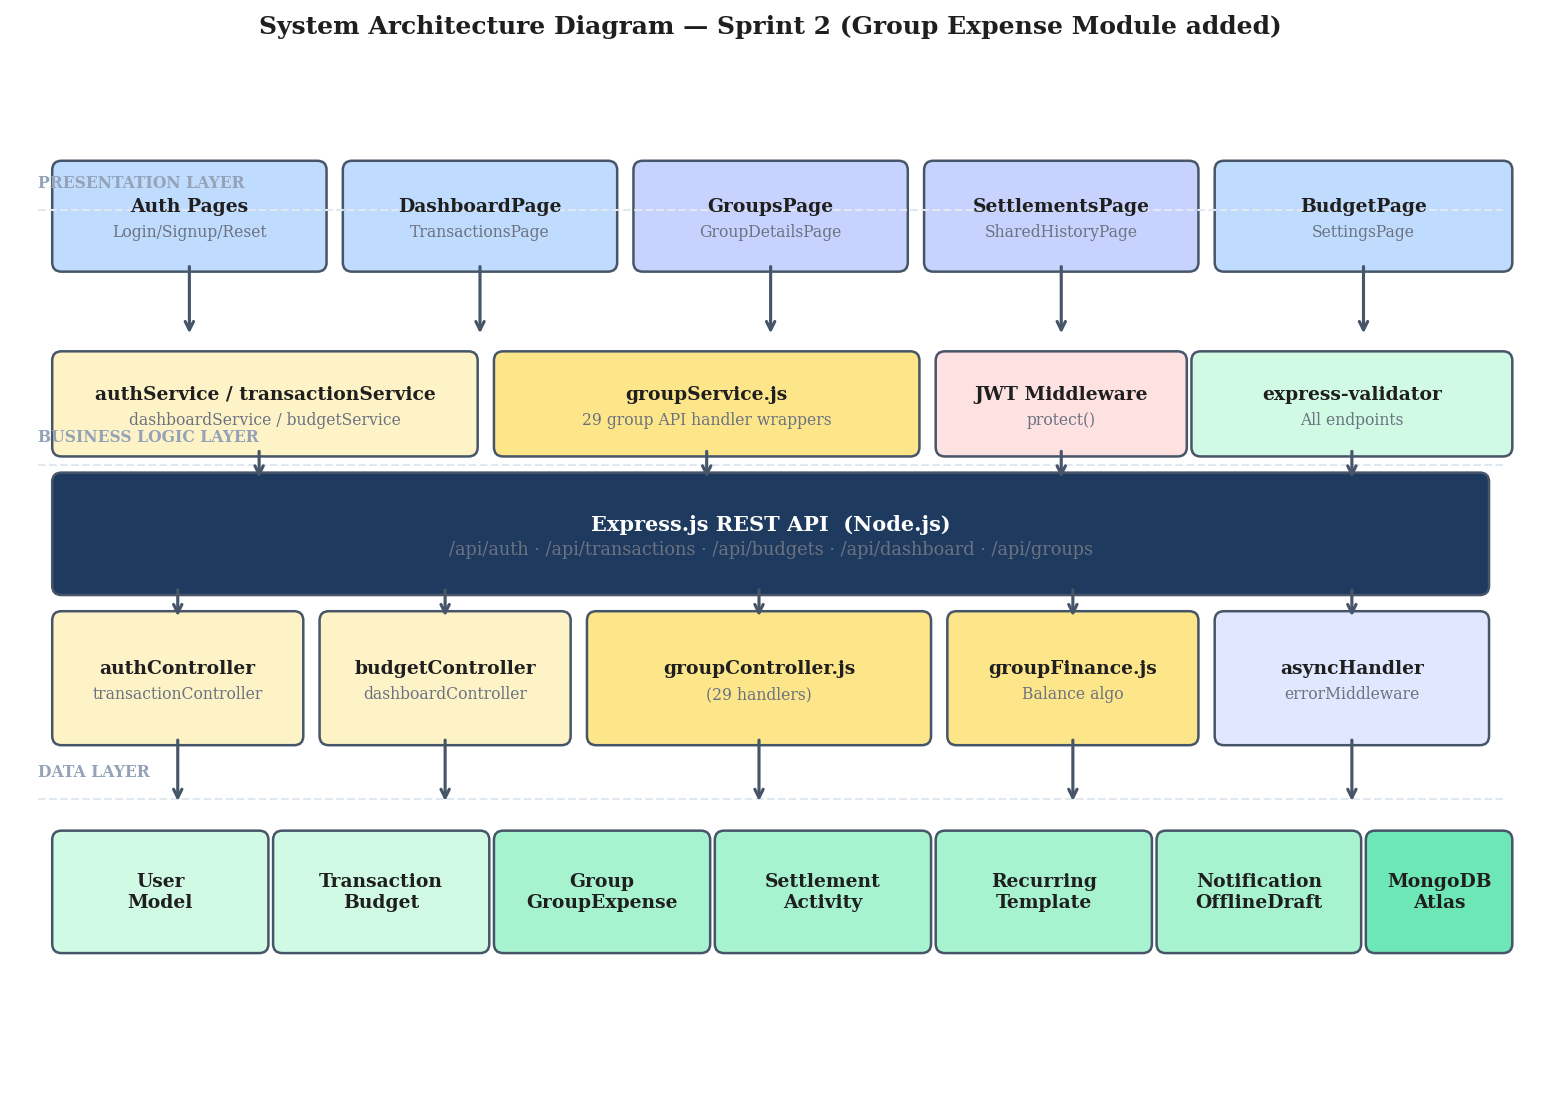 System Architecture Diagram — Sprint 2 (Group Expense Module added)
PRESENTATION LAYER
Auth Pages
Login/Signup/Reset
DashboardPage
TransactionsPage
GroupsPage
GroupDetailsPage
SettlementsPage
SharedHistoryPage
BudgetPage
SettingsPage
authService / transactionService
dashboardService / budgetService
groupService.js
29 group API handler wrappers
JWT Middleware
protect()
express-validator
All endpoints
BUSINESS LOGIC LAYER
Express.js REST API (Node.js)
/api/auth · /api/transactions · /api/budgets · /api/dashboard · /api/groups
authController
transactionController
budgetController
dashboardController
groupController.js
(29 handlers)
groupFinance.js
Balance algo
asyncHandler
errorMiddleware
DATA LAYER
User
Model
Transaction
Budget
Group
GroupExpense
Settlement
Activity
Recurring
Template
Notification
OfflineDraft
MongoDB
Atlas